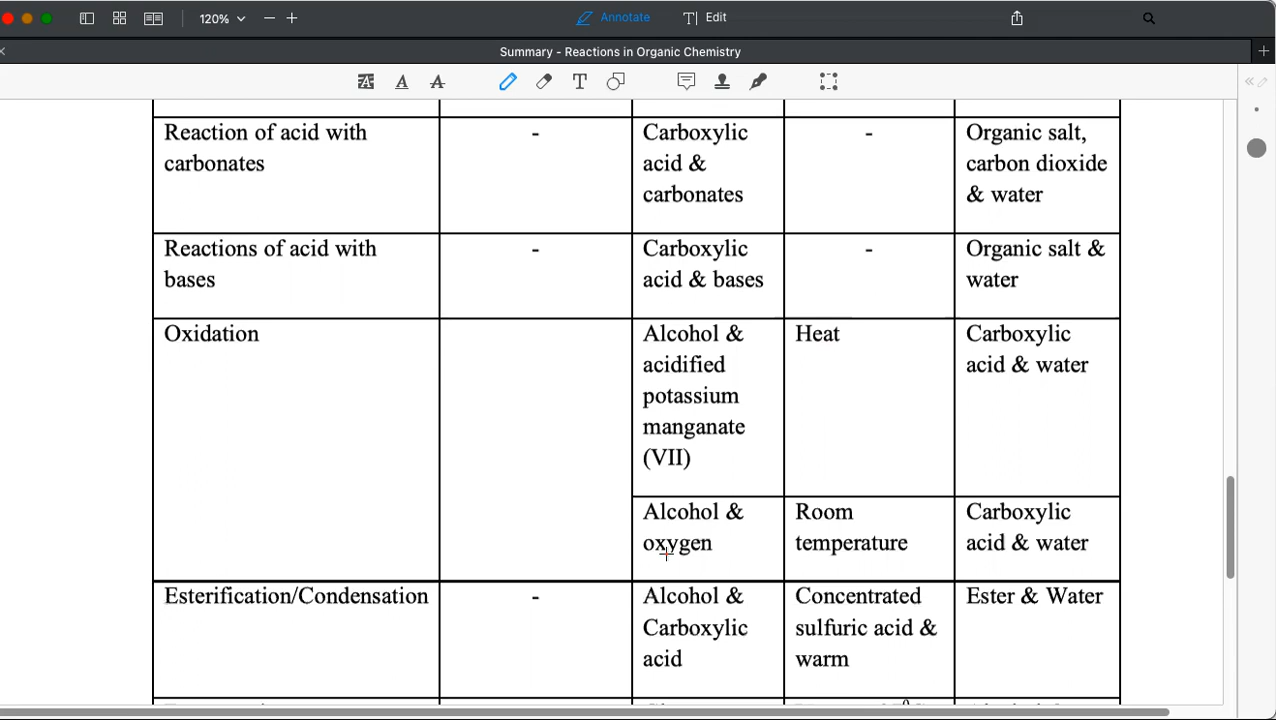 120%
Annotate
T| Edit
Summary - Reactions in Organic Chemistry
Reaction of acid with
carbonates
-
Carboxylic
acid &
carbonates
-
Organic salt,
carbon dioxide
& water
Reactions of acid with
bases
-
Carboxylic
acid & bases
-
Organic salt &
water
Oxidation
Alcohol &
acidified
potassium
manganate
(VII)
Heat
Carboxylic
acid & water
Alcohol &
oxygen
Room
temperature
Carboxylic
acid & water
Esterification/Condensation
-
Alcohol &
Carboxylic
acid
Concentrated
sulfuric acid &
warm
Ester & Water